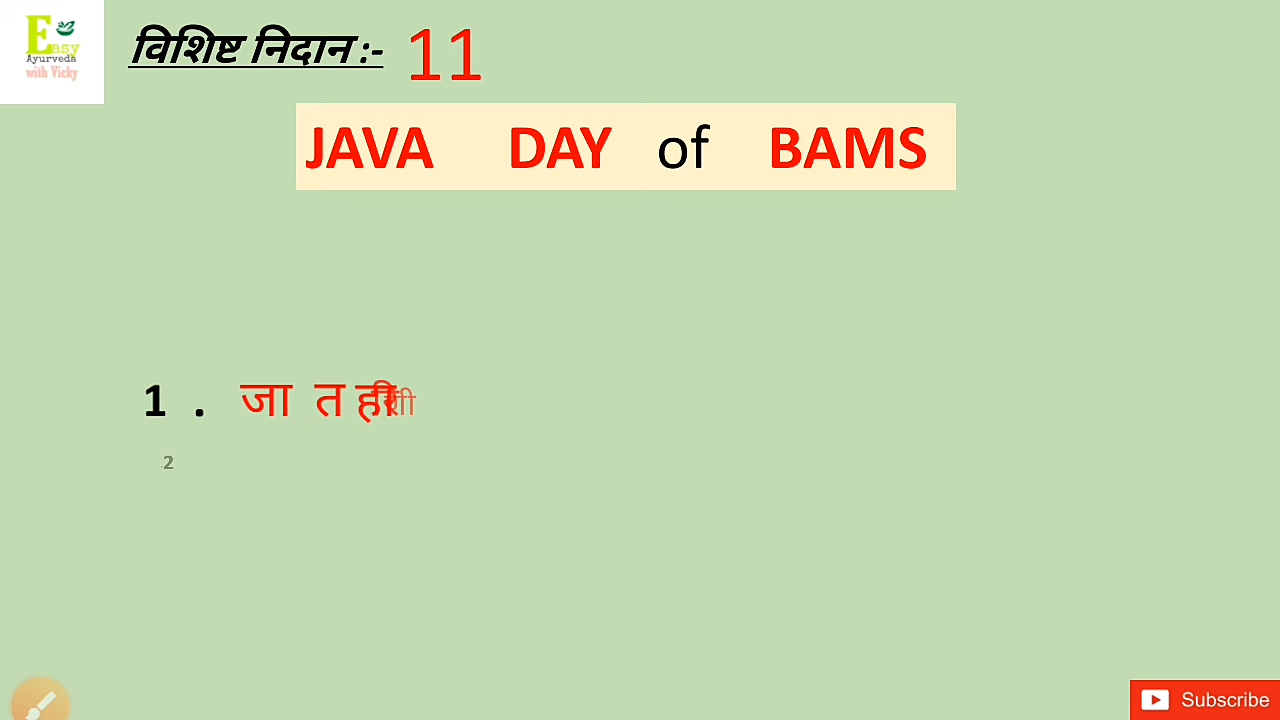 Easy
Ayurveda
with Vicky
विशिष्ट निदान :- 11
JAVA DAY of BAMS
1 . जा त
2
Subscribe